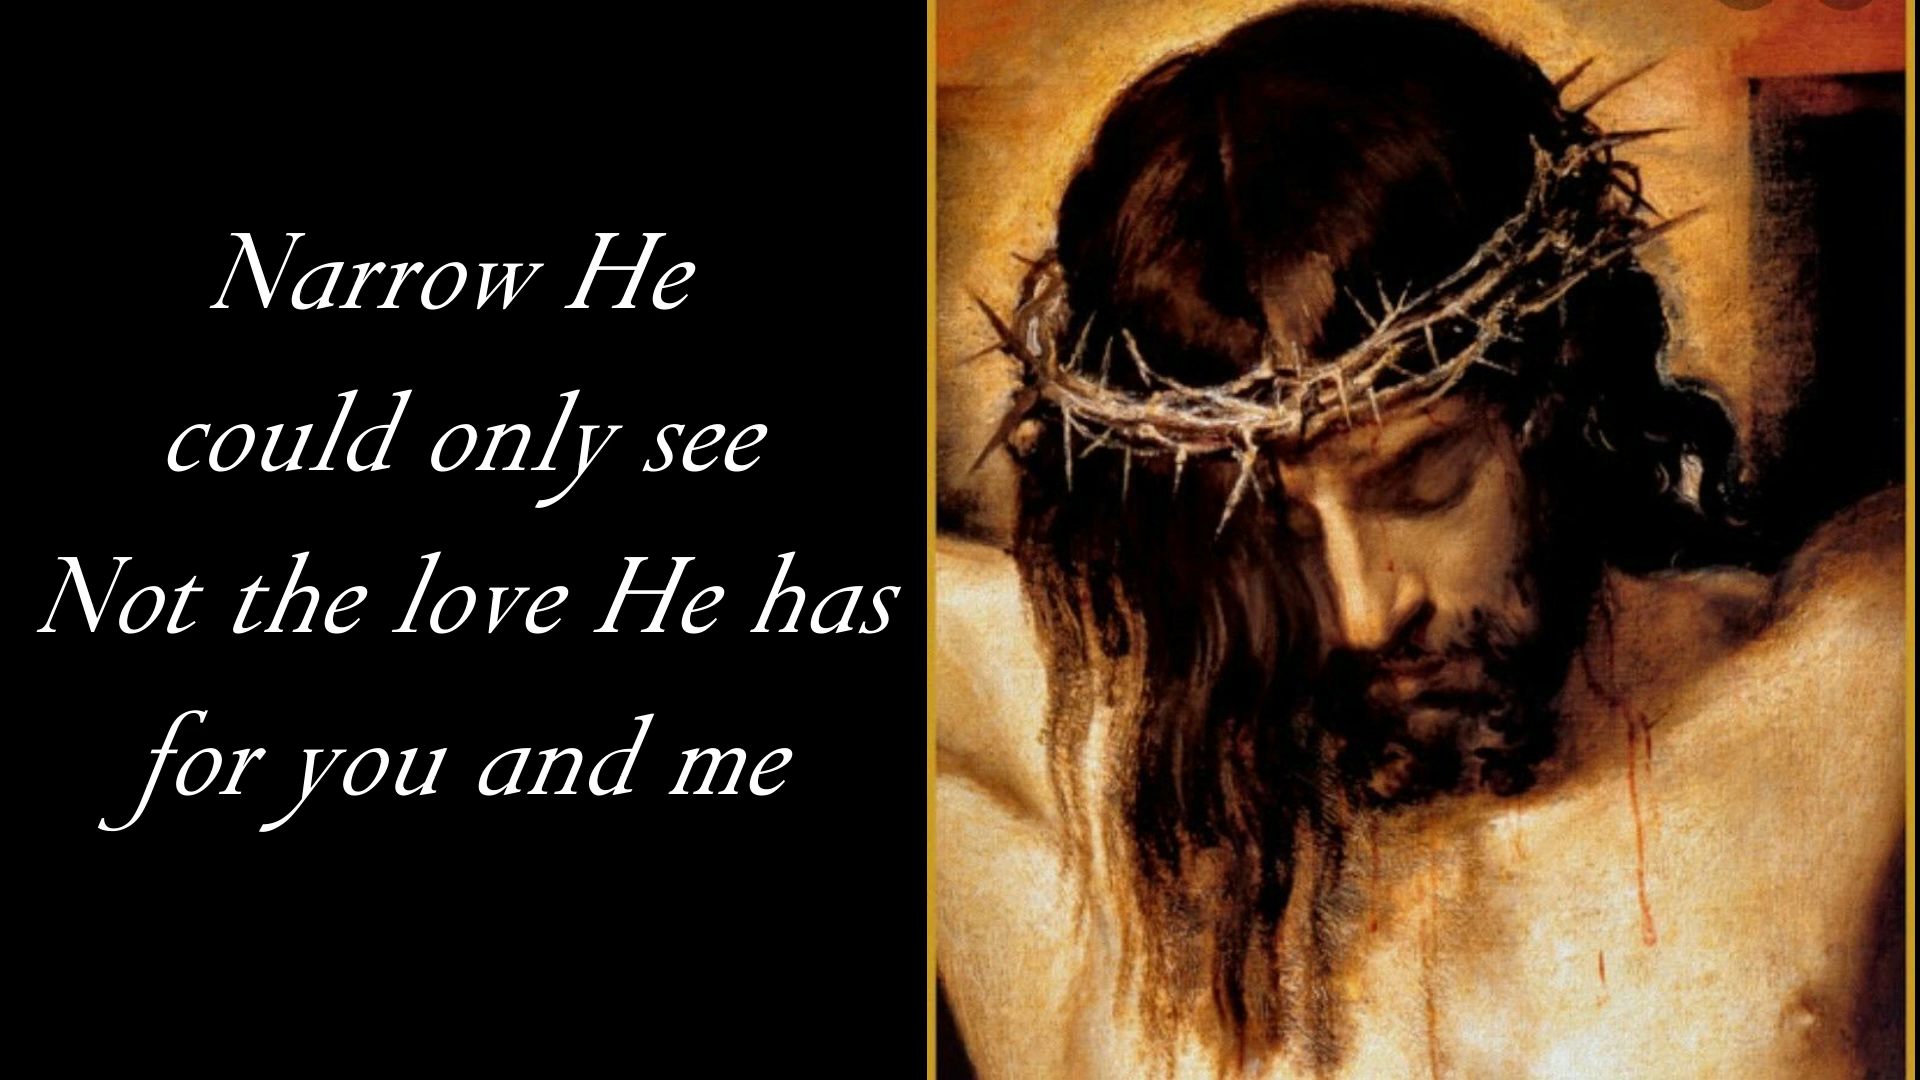 Narrow He
could only see
Not the love He has
for you and me